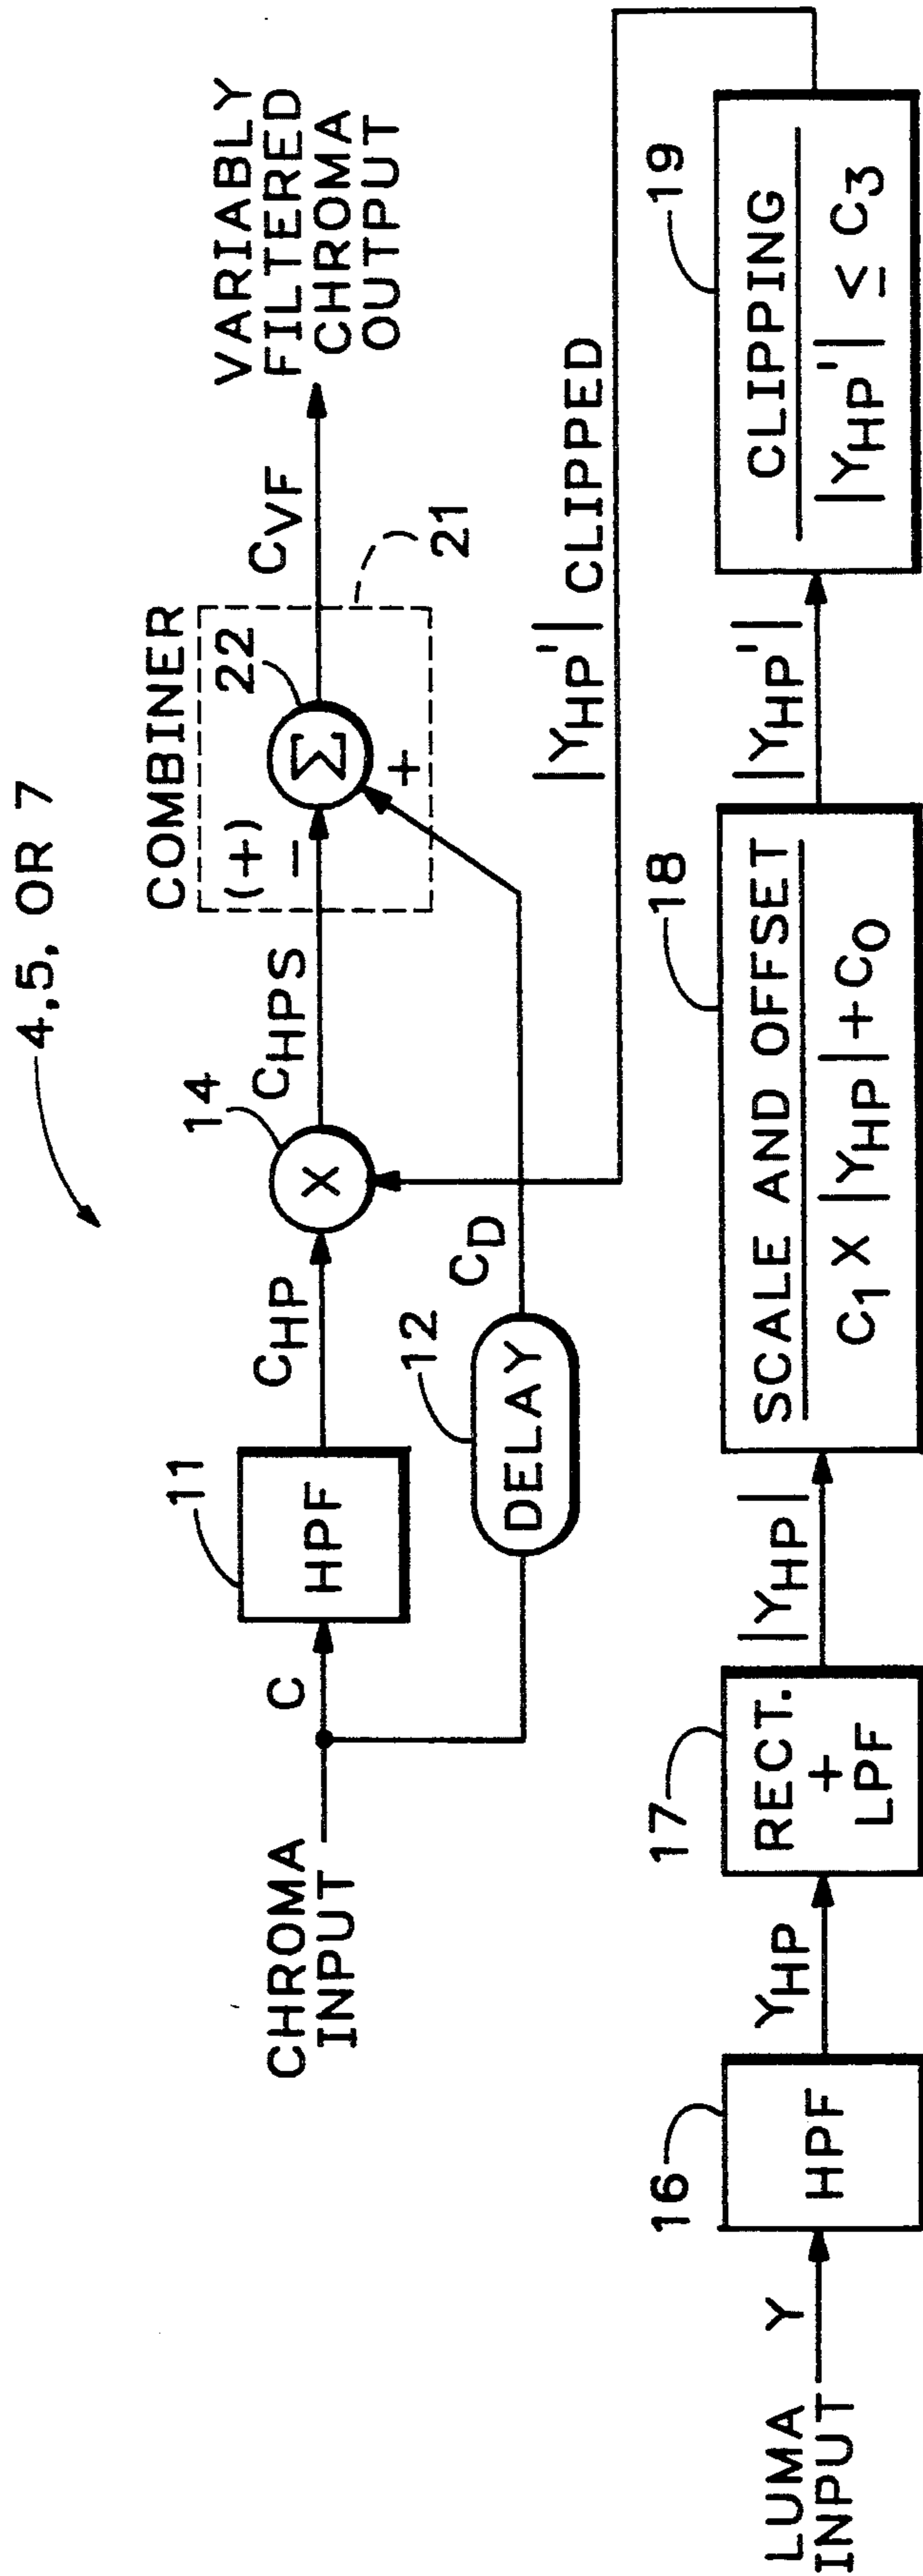 4,5, OR 7
CHROMA
INPUT
C
11
HPF
C_HP
14
X
C_HPS
COMBINER
(+)
−
22
Σ
+
21
C_VF
VARIABLY
FILTERED
CHROMA
OUTPUT
12
DELAY
C_D
|Y_HP'| CLIPPED
LUMA
INPUT
Y
16
HPF
Y_HP
17
RECT.
+
LPF
|Y_HP|
18
SCALE AND OFFSET
C_1 X |Y_HP| + C_0
|Y_HP'|
19
CLIPPING
|Y_HP'| ≤ C_3